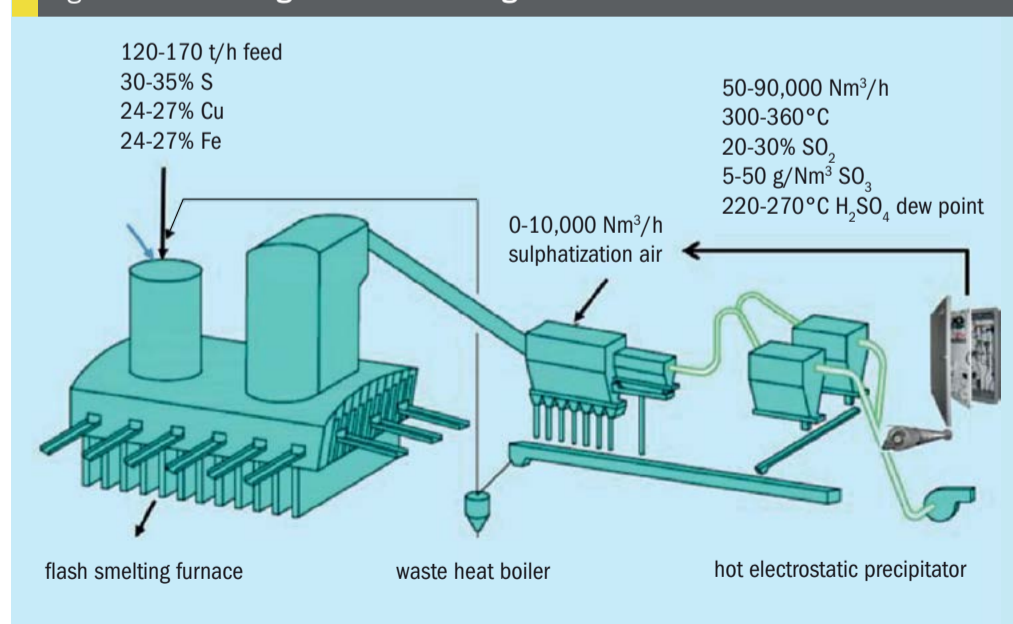 120-170 t/h feed
30-35% S
24-27% Cu
24-27% Fe
50-90,000 Nm³/h
300-360°C
20-30% SO₂
5-50 g/Nm³ SO₃
220-270°C H₂SO₄ dew point
0-10,000 Nm³/h
sulphatization air
flash smelting furnace
waste heat boiler
hot electrostatic precipitator